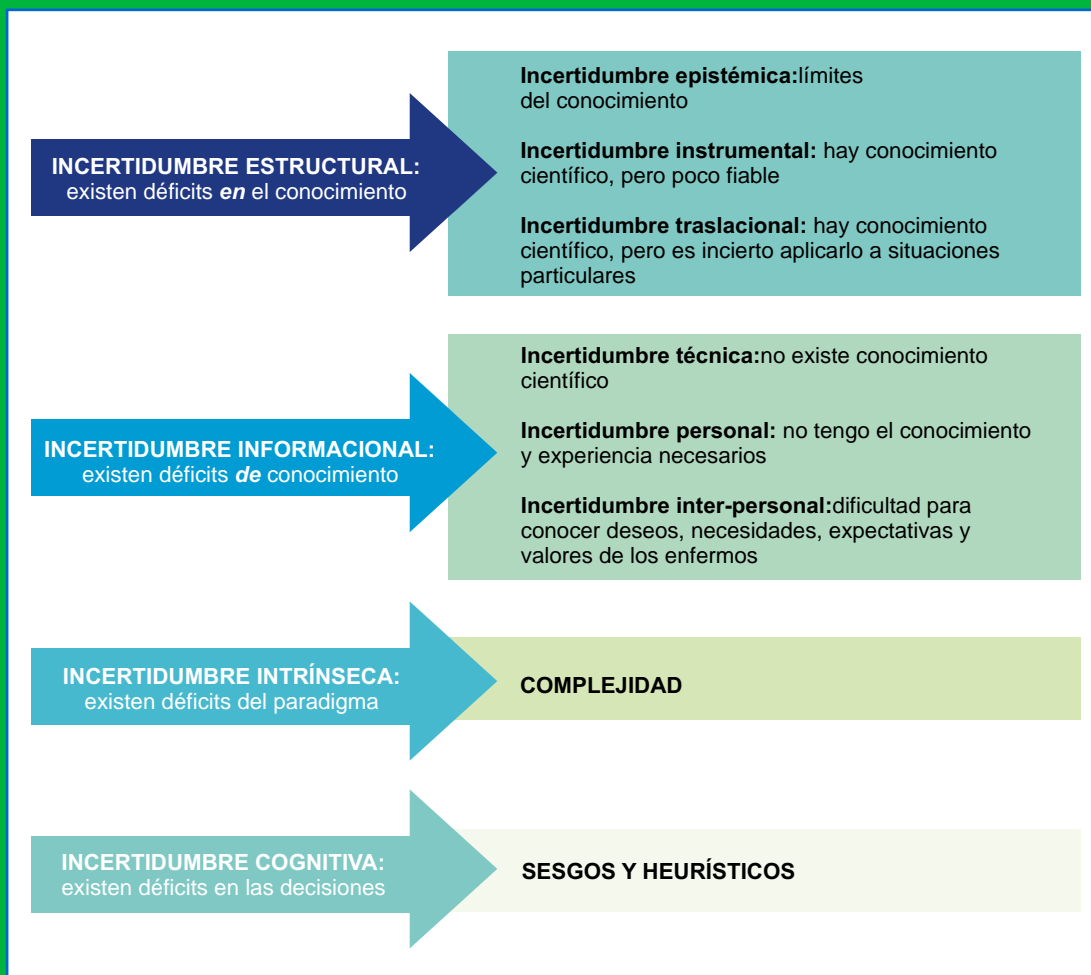 INCERTIDUMBRE ESTRUCTURAL:
existen déficits en el conocimiento
Incertidumbre epistémica:límites
del conocimiento
Incertidumbre instrumental: hay conocimiento
científico, pero poco fiable
Incertidumbre traslacional: hay conocimiento
científico, pero es incierto aplicarlo a situaciones
particulares
INCERTIDUMBRE INFORMACIONAL:
existen déficits de conocimiento
Incertidumbre técnica:no existe conocimiento
científico
Incertidumbre personal: no tengo el conocimiento
y experiencia necesarios
Incertidumbre inter-personal:dificultad para
conocer deseos, necesidades, expectativas y
valores de los enfermos
INCERTIDUMBRE INTRÍNSECA:
existen déficits del paradigma
COMPLEJIDAD
INCERTIDUMBRE COGNITIVA:
existen déficits en las decisiones
SESGOS Y HEURÍSTICOS